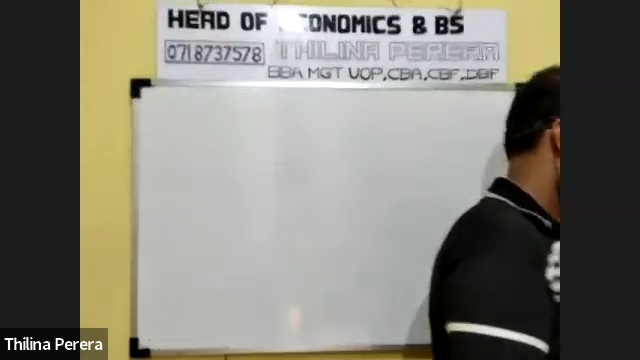 HEAD OF ECONOMICS & BS
0718737578 THILINA PERERA
BBA MGT UOP,CBA,CBF,DBF
Thilina Perera